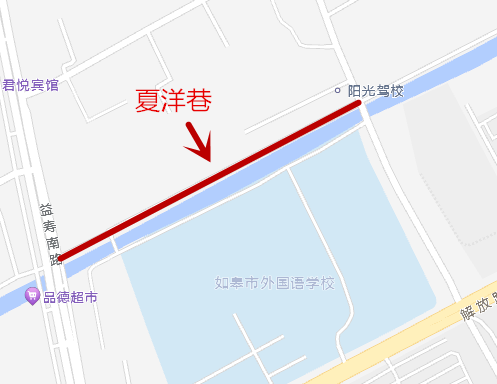 君悦宾馆
夏洋巷
阳光驾校
益寿南路
品德超市
如皋市外国语学校
解放路